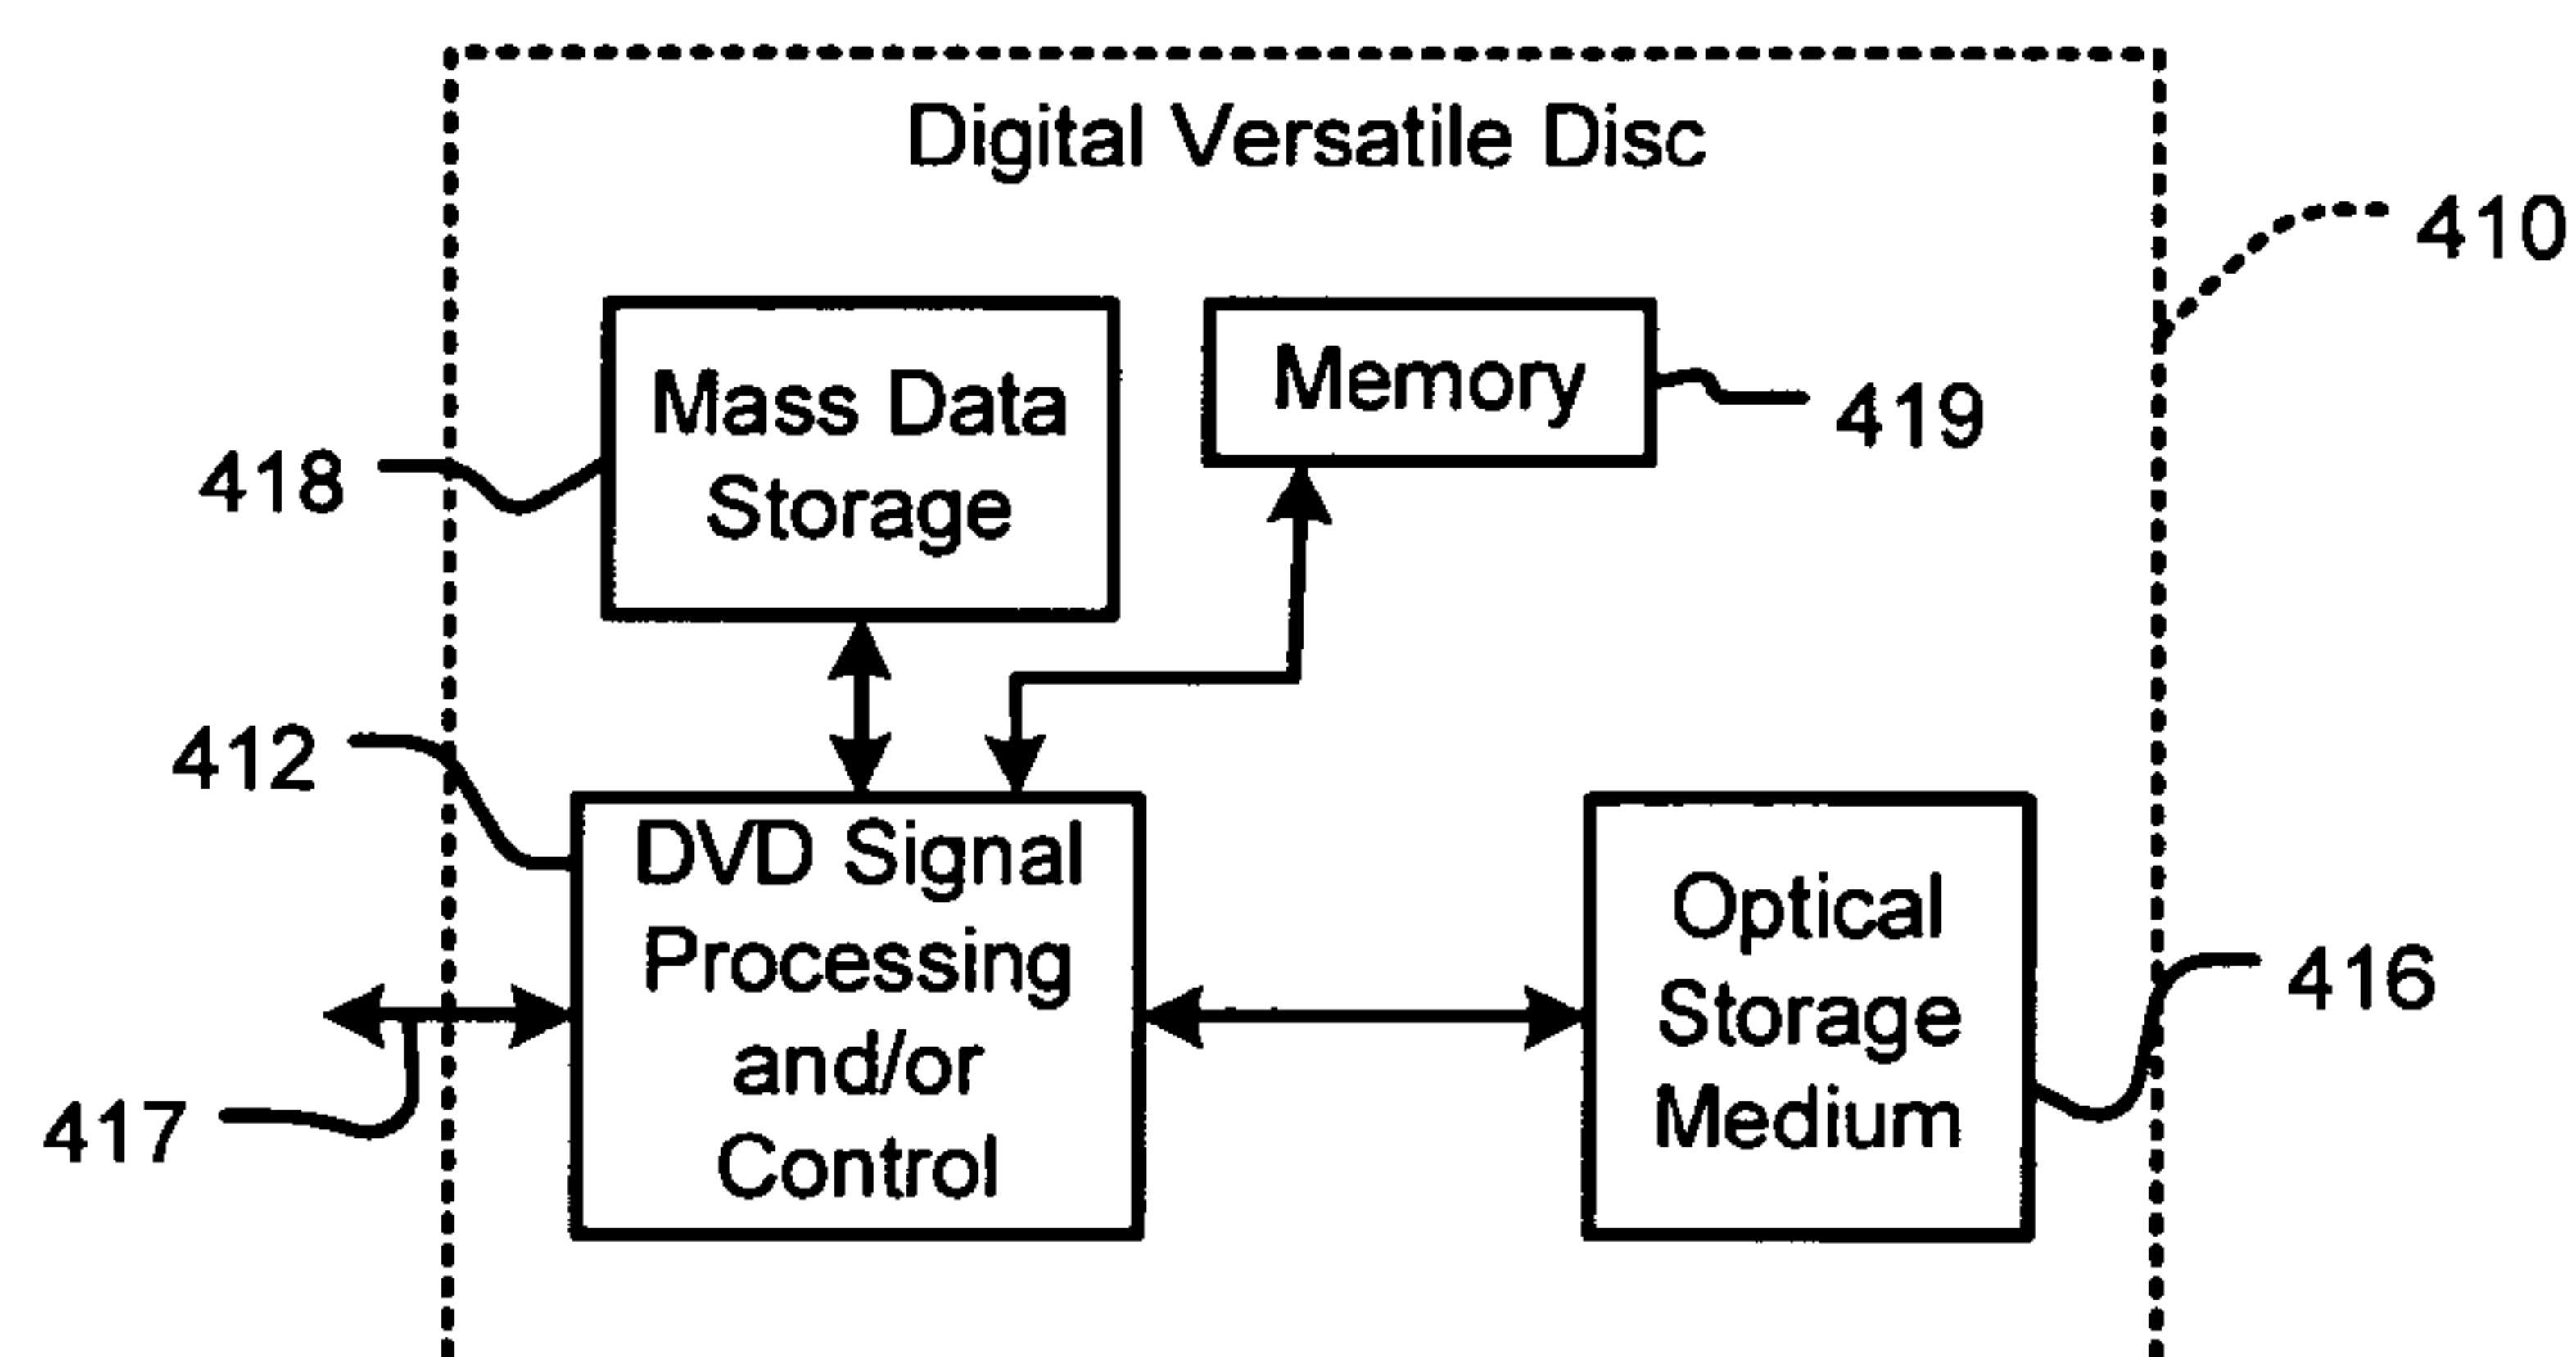 Digital Versatile Disc
410
Mass Data
Storage
418
Memory
419
412
DVD Signal
Processing
and/or
Control
417
Optical
Storage
Medium
416